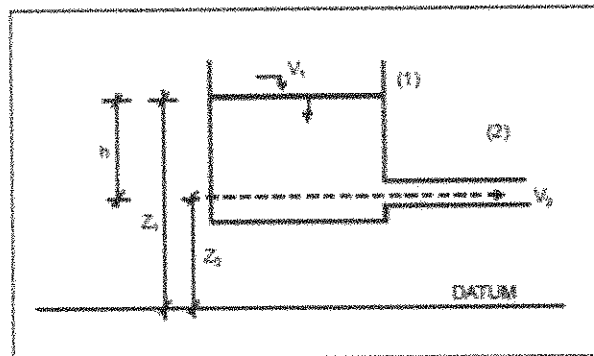 V₁
(1)
(2)
h
V₂
Z₁
Z₂
DATUM